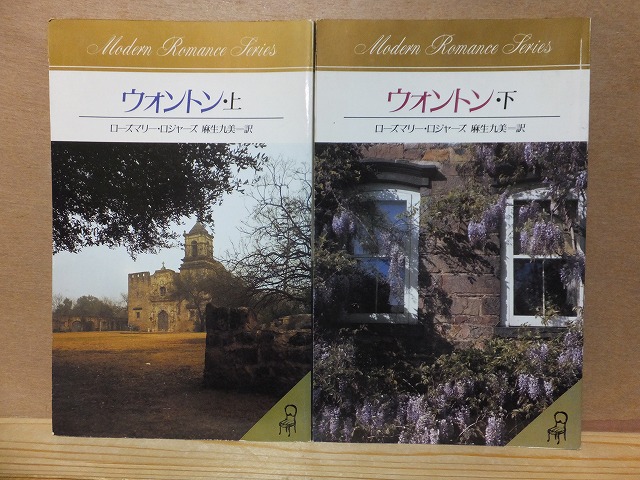 Modern Romance Series
ウォントン・上
ローズマリー・ロジャーズ 麻生九美=訳
Modern Romance Series
ウォントン・下
ローズマリー・ロジャーズ 麻生九美=訳